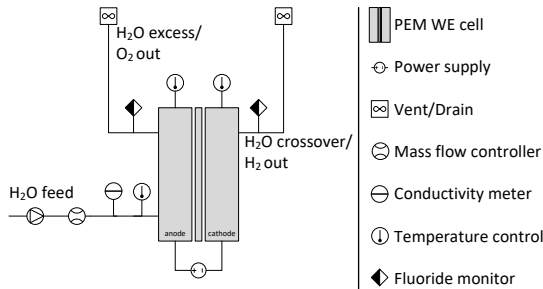 H₂O excess/
O₂ out
H₂O crossover/
H₂ out
H₂O feed
anode
cathode
PEM WE cell
Power supply
Vent/Drain
Mass flow controller
Conductivity meter
Temperature control
Fluoride monitor